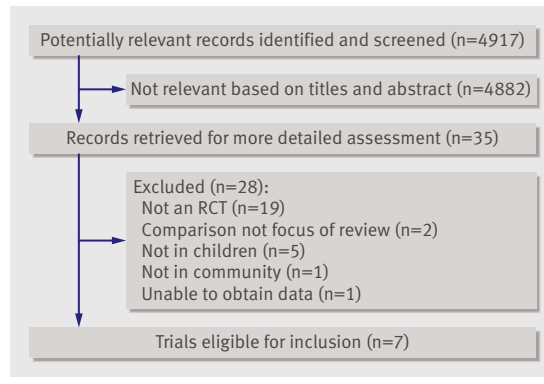 Potentially relevant records identified and screened (n=4917)
Not relevant based on titles and abstract (n=4882)
Records retrieved for more detailed assessment (n=35)
Excluded (n=28):
Not an RCT (n=19)
Comparison not focus of review (n=2)
Not in children (n=5)
Not in community (n=1)
Unable to obtain data (n=1)
Trials eligible for inclusion (n=7)